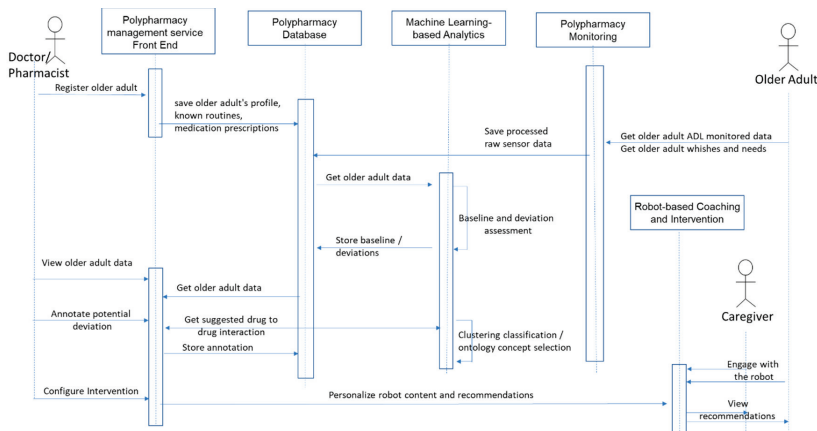 Polypharmacy
management service
Front End
Polypharmacy
Database
Machine Learning-
based Analytics
Polypharmacy
Monitoring
Doctor/
Pharmacist
Older Adult
Register older adult
save older adult's profile,
known routines,
medication prescriptions
Save processed
raw sensor data
Get older adult ADL monitored data
Get older adult whishes and needs
Get older adult data
Baseline and deviation
assessment
Robot-based Coaching
and Intervention
Store baseline /
deviations
View older adult data
Get older adult data
Annotate potential
deviation
Get suggested drug to
drug interaction
Caregiver
Clustering classification /
ontology concept selection
Store annotation
Engage with
the robot
Configure Intervention
Personalize robot content and recommendations
View
recommendations